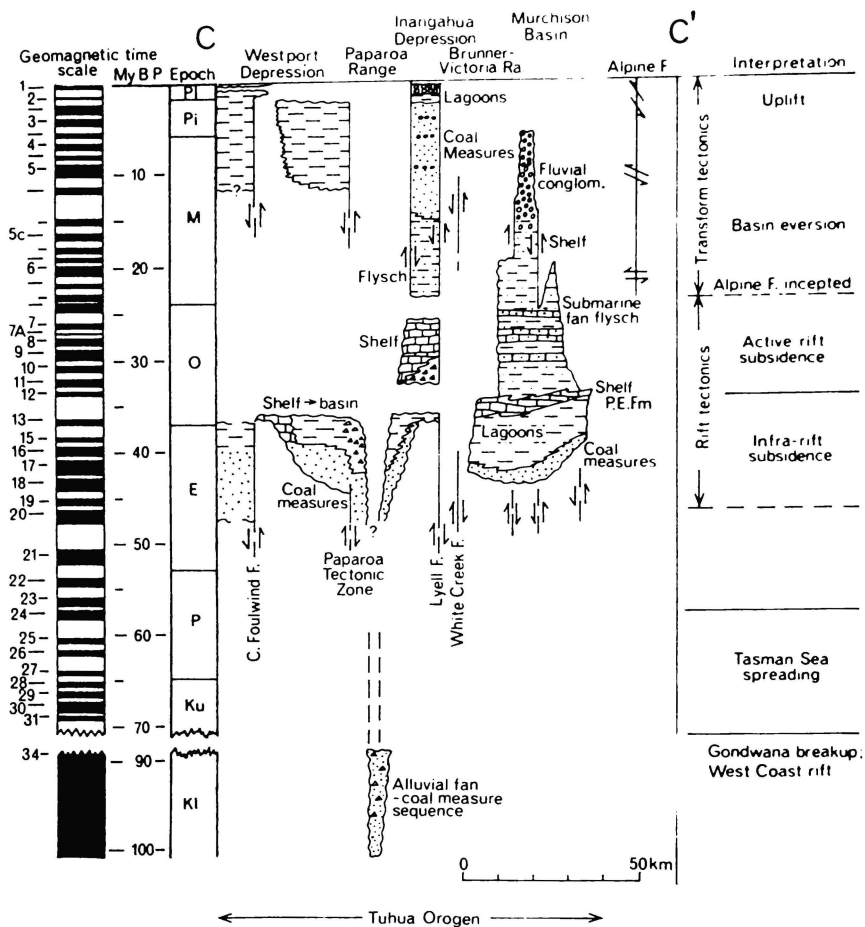 C
Inangahua
Depression
Murchison
Basin
C'
Geomagnetic time
scale
My B P
Epoch
Westport
Depression
Paparoa
Range
Brunner-
Victoria Ra
Alpine F
Interpretation
1
2
3
4
5
5c
6
7
7A
8
9
10
11
12
13
15
16
17
18
19
20
21
22
23
24
25
26
27
28
29
30
31
34
10
20
30
40
50
60
70
90
100
Pl
Pi
M
O
E
P
Ku
Kl
Lagoons
Coal
Measures
Fluvial
conglom.
?
Shelf
Flysch
Submarine
fan flysch
Shelf
Shelf
P.E.Fm
Shelf → basin
Lagoons
Coal
measures
Coal
measures
?
C. Foulwind F.
Paparoa
Tectonic
Zone
Lyell F.
White Creek F.
Alluvial fan
- coal measure
sequence
Uplift
Transform tectonics
Basin eversion
Alpine F. incepted
Active rift
subsidence
Rift tectonics
Infra-rift
subsidence
Tasman Sea
spreading
Gondwana breakup;
West Coast rift
0 50km
Tuhua Orogen